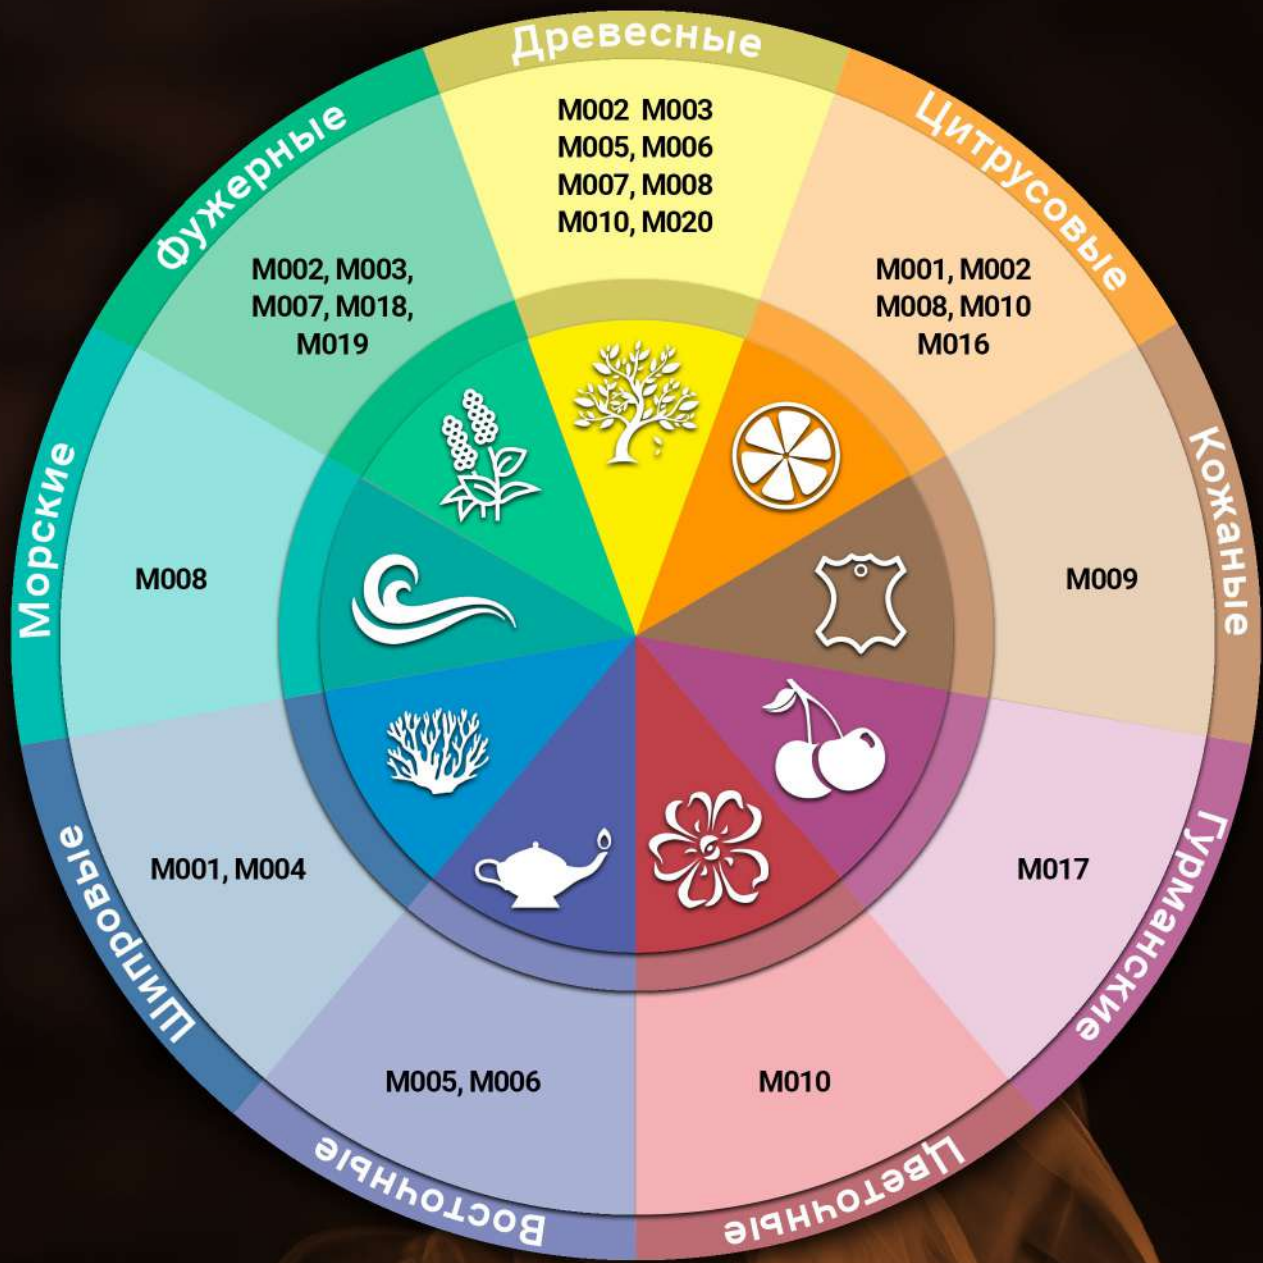 Древесные
M002 M003
M005, M006
M007, M008
M010, M020
Цитрусовые
M001, M002
M008, M010
M016
Кожаные
M009
Гурманские
M017
Цветочные
M010
Восточные
M005, M006
Шипровые
M001, M004
Морские
M008
Фужерные
M002, M003,
M007, M018,
M019